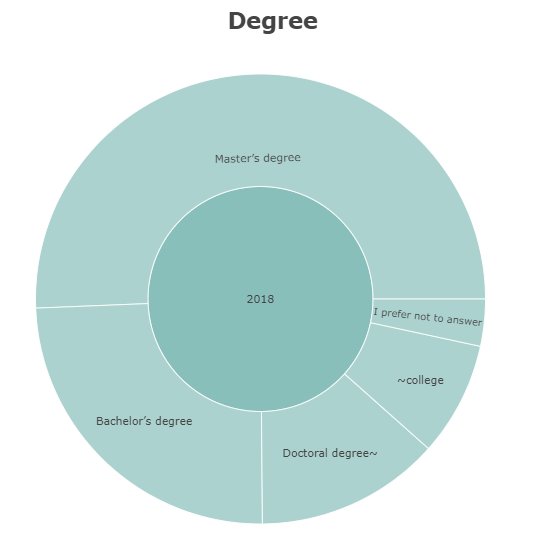 Degree
Master’s degree
2018
I prefer not to answer
~college
Bachelor’s degree
Doctoral degree~